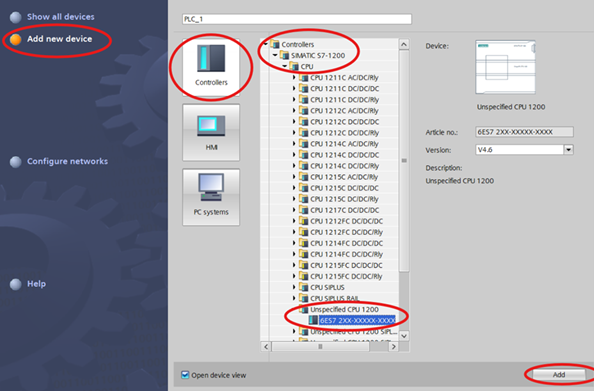 Show all devices
Add new device
Configure networks
Help
PLC_1
Controllers
HMI
PC systems
Controllers
SIMATIC S7-1200
CPU
CPU 1211C AC/DC/Rly
CPU 1211C DC/DC/DC
CPU 1211C DC/DC/Rly
CPU 1212C AC/DC/Rly
CPU 1212C DC/DC/DC
CPU 1212C DC/DC/Rly
CPU 1214C AC/DC/Rly
CPU 1214C DC/DC/DC
CPU 1214C DC/DC/Rly
CPU 1215C AC/DC/Rly
CPU 1215C DC/DC/DC
CPU 1215C DC/DC/Rly
CPU 1217C DC/DC/DC
CPU 1212FC DC/DC/DC
CPU 1212FC DC/DC/Rly
CPU 1214FC DC/DC/DC
CPU 1214FC DC/DC/Rly
CPU 1215FC DC/DC/DC
CPU 1215FC DC/DC/Rly
CPU SIPLUS
CPU SIPLUS RAIL
Unspecified CPU 1200
6ES7 2XX-XXXXX-XXXX
Unspecified CPU 1200 SIPL...
Device:
Unspecified CPU 1200
Article no.:
6ES7 2XX-XXXXX-XXXX
Version:
V4.6
Description:
Unspecified CPU 1200
Open device view
Add